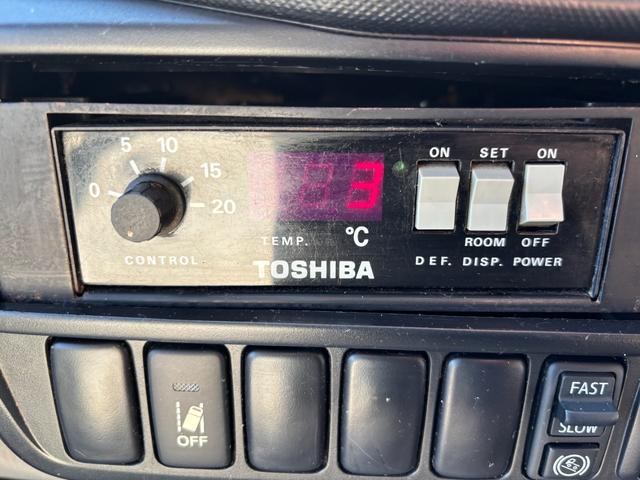 ON SET ON
5 10
0 15
20
3
TEMP. °C
ROOM OFF
CONTROL TOSHIBA DEF. DISP. POWER
OFF
FAST
SLOW